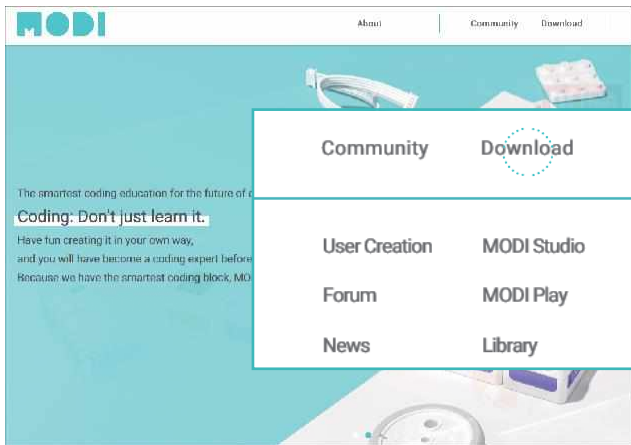 MODI
About
Community Download
Community Download
The smartest coding education for the future of
Coding: Don't just learn it.
Have fun creating it in your own way,
and you will have become a coding expert before
Because we have the smartest coding block, MO
User Creation MODI Studio
Forum MODI Play
News Library